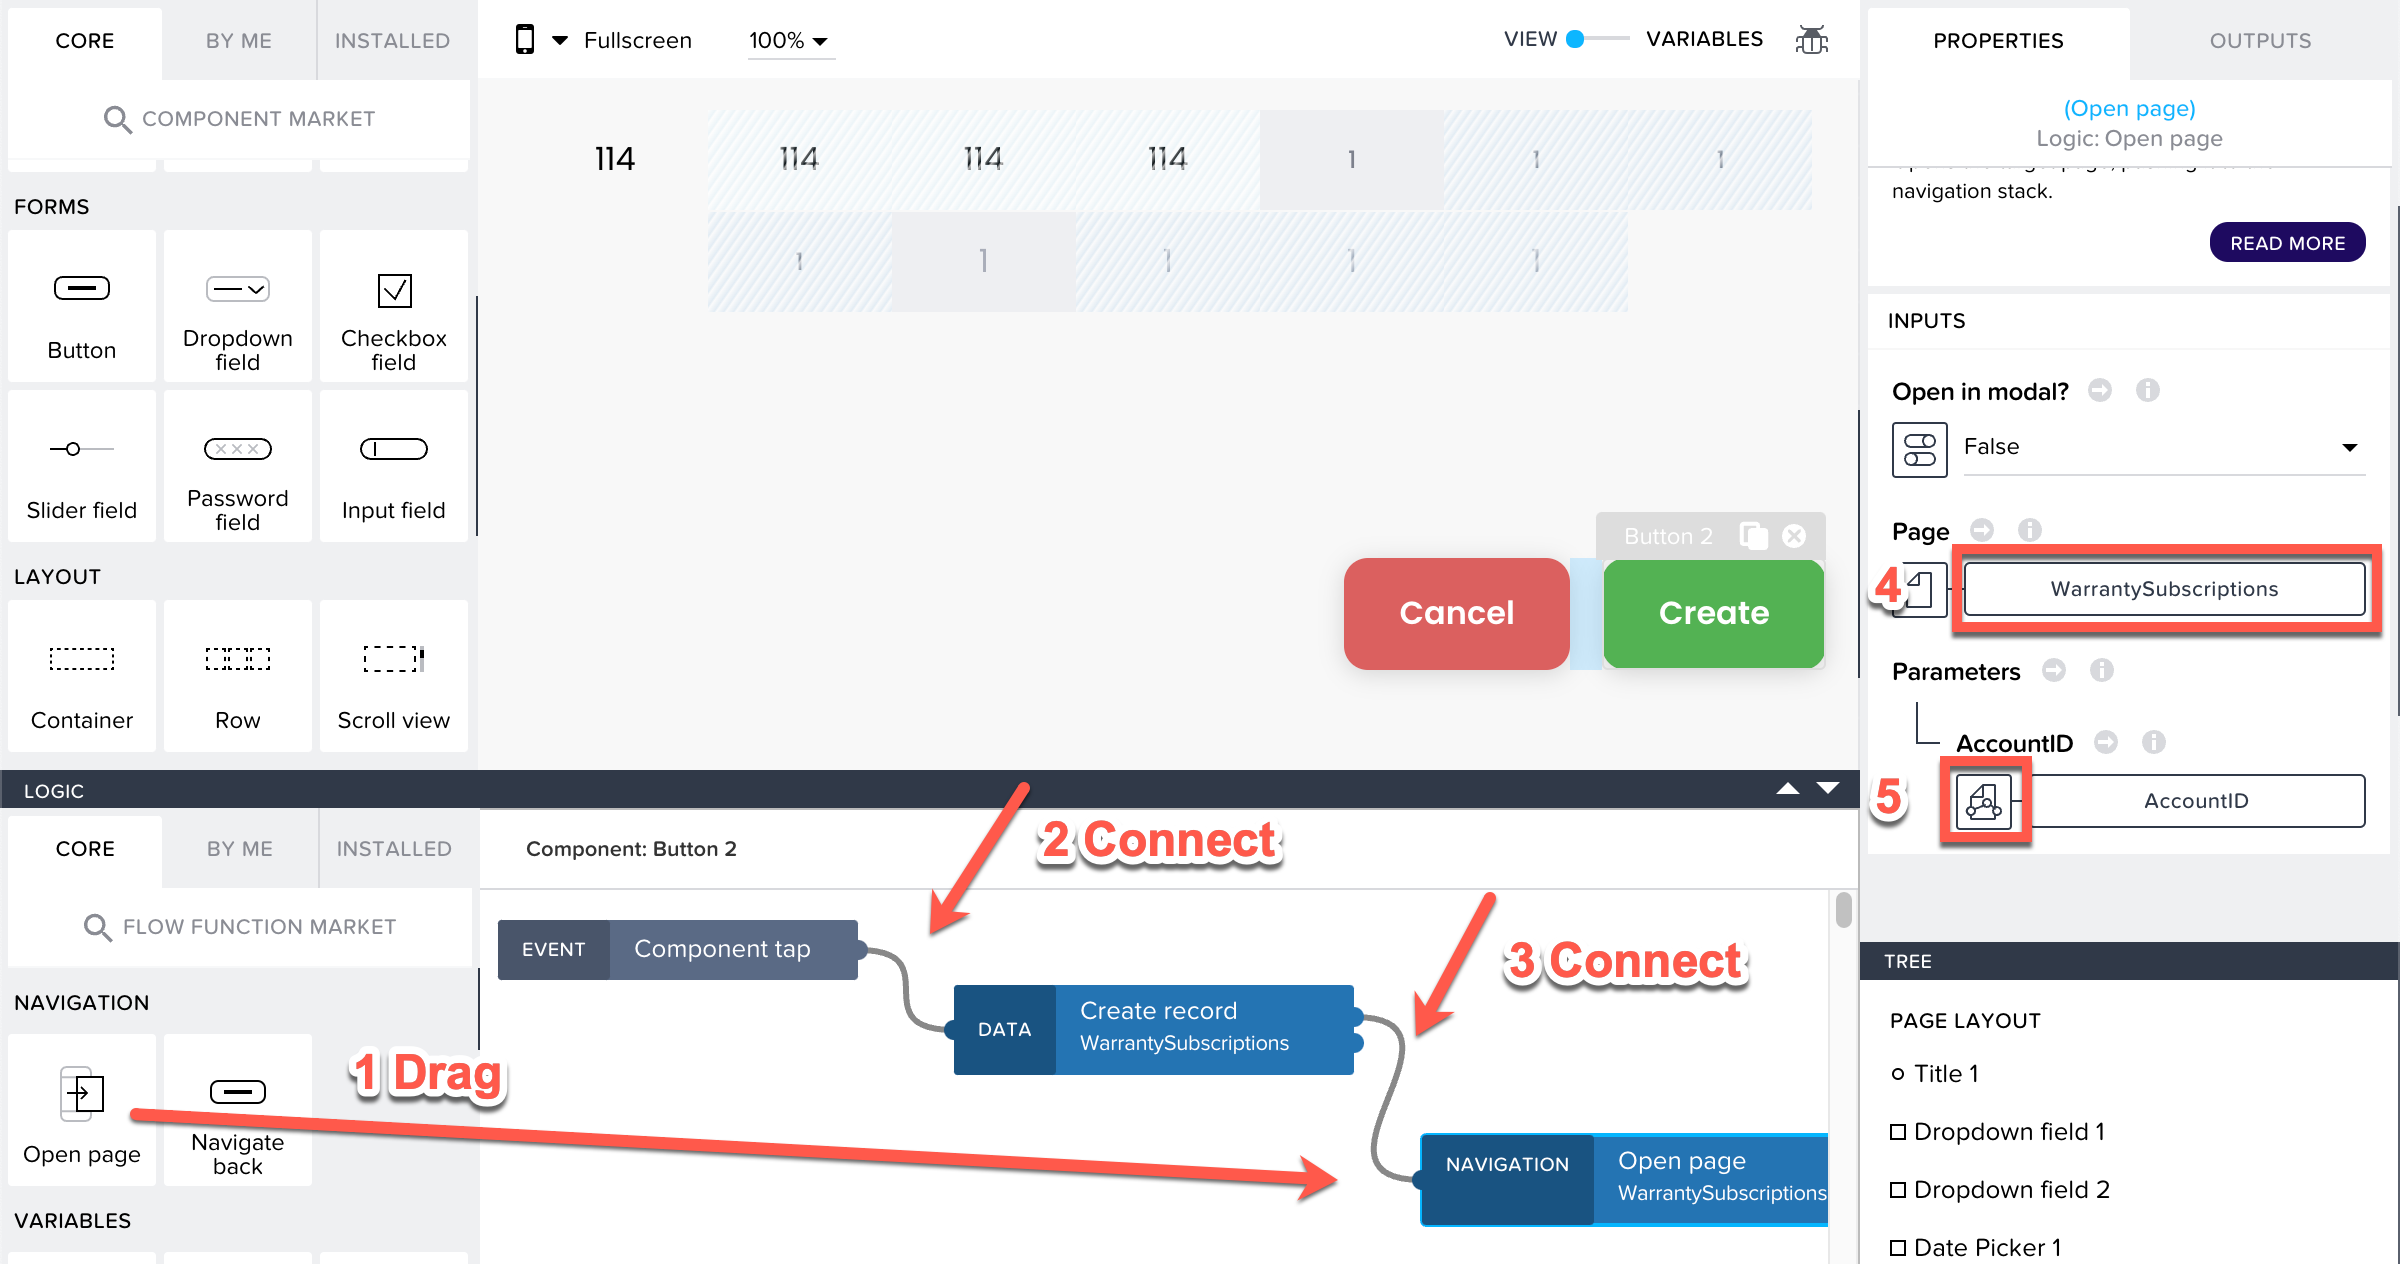 CORE
BY ME
INSTALLED
COMPONENT MARKET
FORMS
Button
Dropdown
field
Checkbox
field
Slider field
Password
field
Input field
LAYOUT
Container
Row
Scroll view
Fullscreen
100%
VIEW
VARIABLES
114
114
114
114
1
1
1
1
1
1
1
1
Button 2
Cancel
Create
LOGIC
CORE
BY ME
INSTALLED
FLOW FUNCTION MARKET
NAVIGATION
Open page
Navigate
back
VARIABLES
Component: Button 2
2 Connect
EVENT
Component tap
3 Connect
DATA
Create record
WarrantySubscriptions
1 Drag
NAVIGATION
Open page
WarrantySubscriptions
PROPERTIES
OUTPUTS
(Open page)
Logic: Open page
navigation stack.
READ MORE
INPUTS
Open in modal?
False
Page
4
WarrantySubscriptions
Parameters
AccountID
5
AccountID
TREE
PAGE LAYOUT
Title 1
Dropdown field 1
Dropdown field 2
Date Picker 1